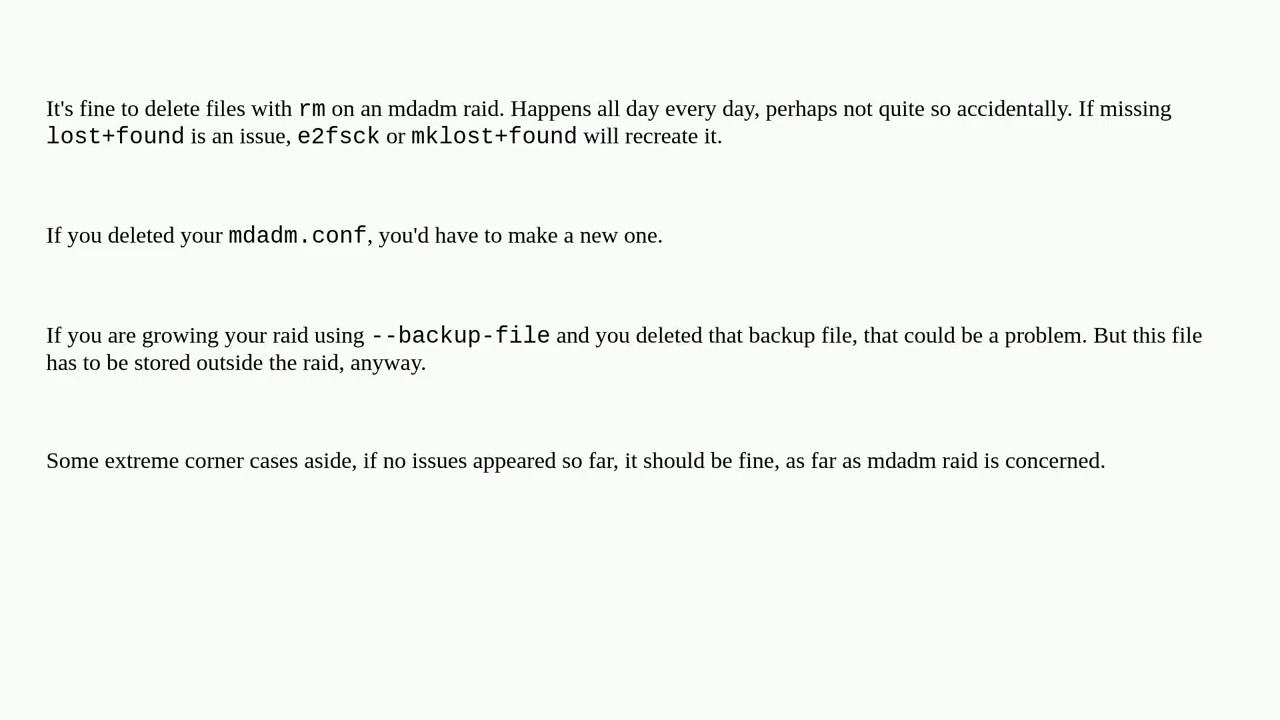 It's fine to delete files with rm on an mdadm raid. Happens all day every day, perhaps not quite so accidentally. If missing
lost+found is an issue, e2fsck or mklost+found will recreate it.
If you deleted your mdadm.conf, you'd have to make a new one.
If you are growing your raid using --backup-file and you deleted that backup file, that could be a problem. But this file
has to be stored outside the raid, anyway.
Some extreme corner cases aside, if no issues appeared so far, it should be fine, as far as mdadm raid is concerned.